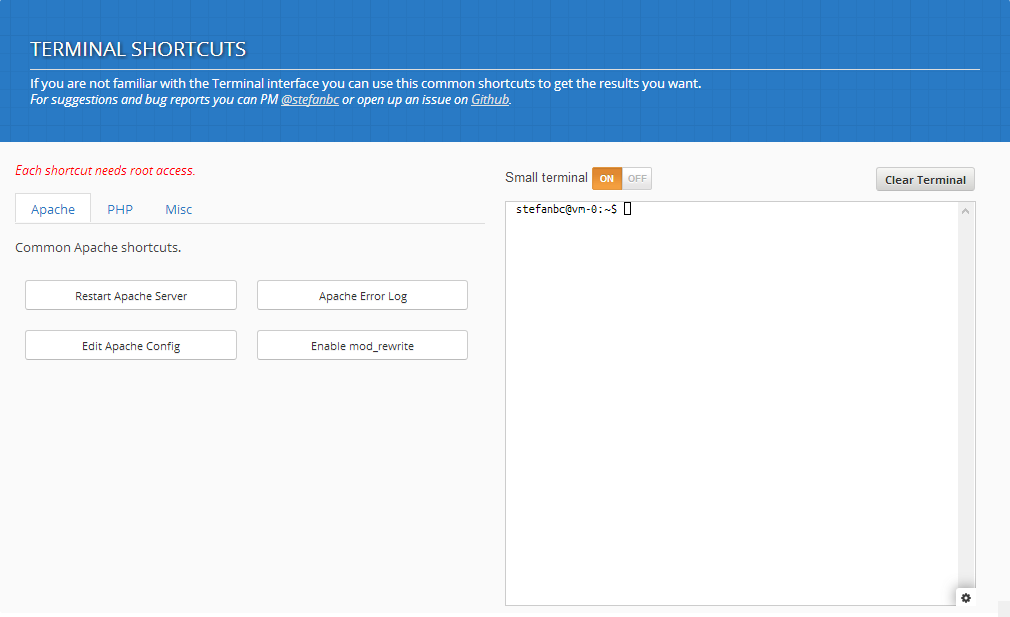 TERMINAL SHORTCUTS
If you are not familiar with the Terminal interface you can use this common shortcuts to get the results you want.
For suggestions and bug reports you can PM @stefanbc or open up an issue on Github.
Each shortcut needs root access.
Apache PHP Misc
Common Apache shortcuts.
Restart Apache Server Apache Error Log
Edit Apache Config Enable mod_rewrite
Small terminal ON OFF Clear Terminal
stefanbc@vm-0:~$